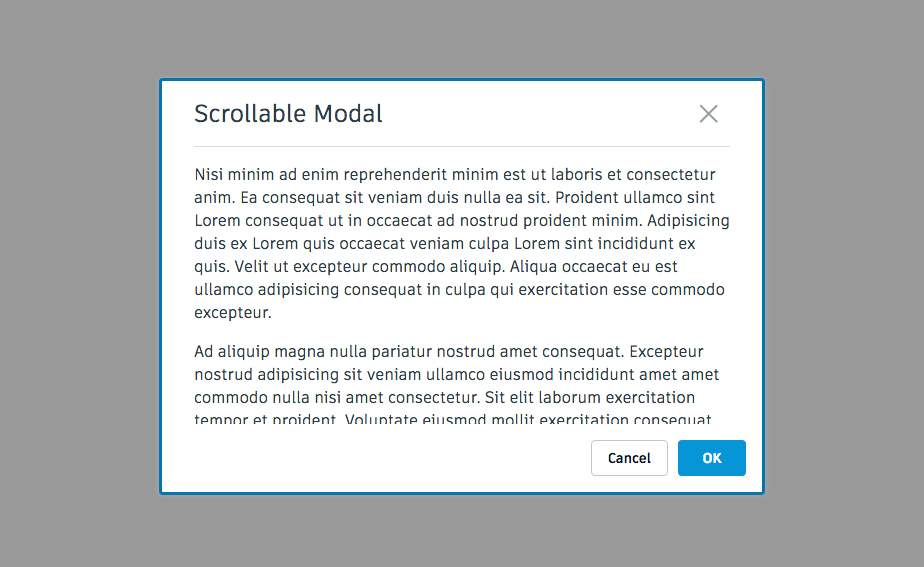 Scrollable Modal
Nisi minim ad enim reprehenderit minim est ut laboris et consectetur
anim. Ea consequat sit veniam duis nulla ea sit. Proident ullamco sint
Lorem consequat ut in occaecat ad nostrud proident minim. Adipisicing
duis ex Lorem quis occaecat veniam culpa Lorem sint incididunt ex
quis. Velit ut excepteur commodo aliquip. Aliqua occaecat eu est
ullamco adipisicing consequat in culpa qui exercitation esse commodo
excepteur.
Ad aliquip magna nulla pariatur nostrud amet consequat. Excepteur
nostrud adipisicing sit veniam ullamco eiusmod incididunt amet amet
commodo nulla nisi amet consectetur. Sit elit laborum exercitation
tempor et proident. Voluptate eiusmod mollit exercitation consequat
Cancel
OK